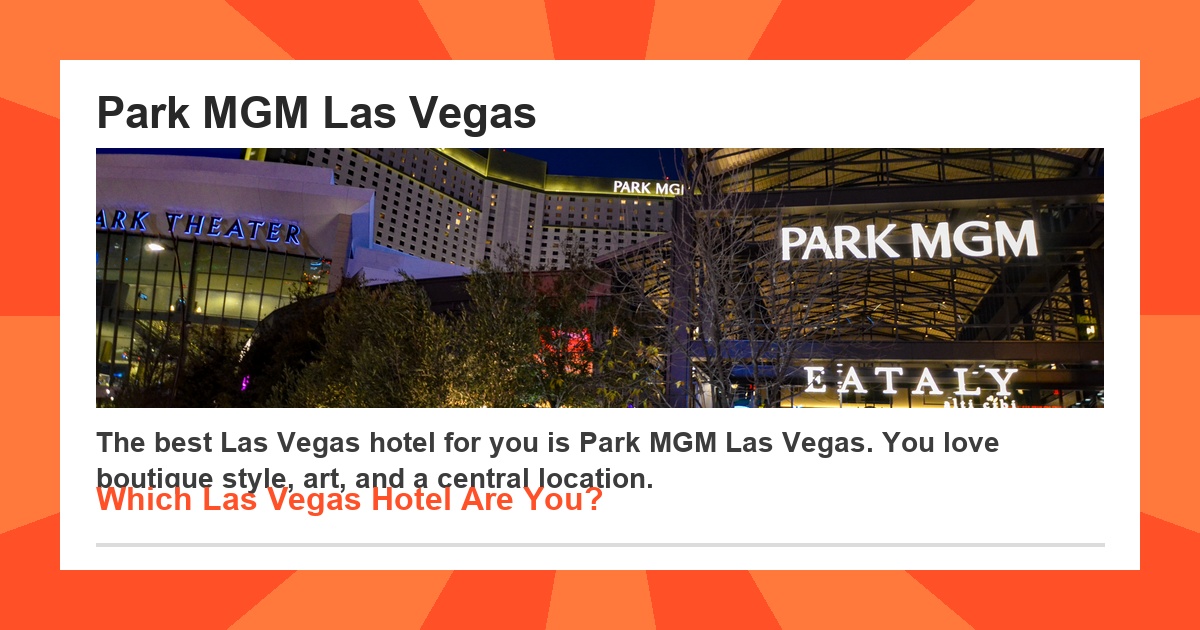 Park MGM Las Vegas
PARK MGM
ARK THEATER
PARK MGM
EATALY
The best Las Vegas hotel for you is Park MGM Las Vegas. You love
boutique style, art, and a central location.
Which Las Vegas Hotel Are You?